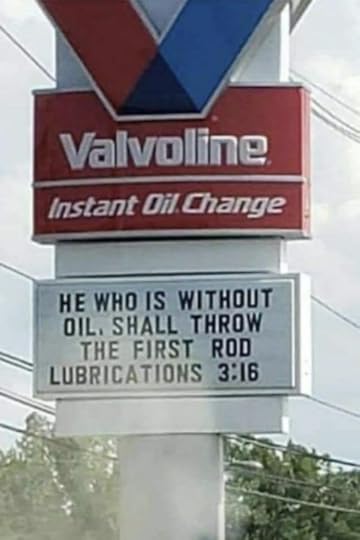 Valvoline
Instant Oil Change
HE WHO IS WITHOUT
OIL, SHALL THROW
THE FIRST ROD
LUBRICATIONS 3:16